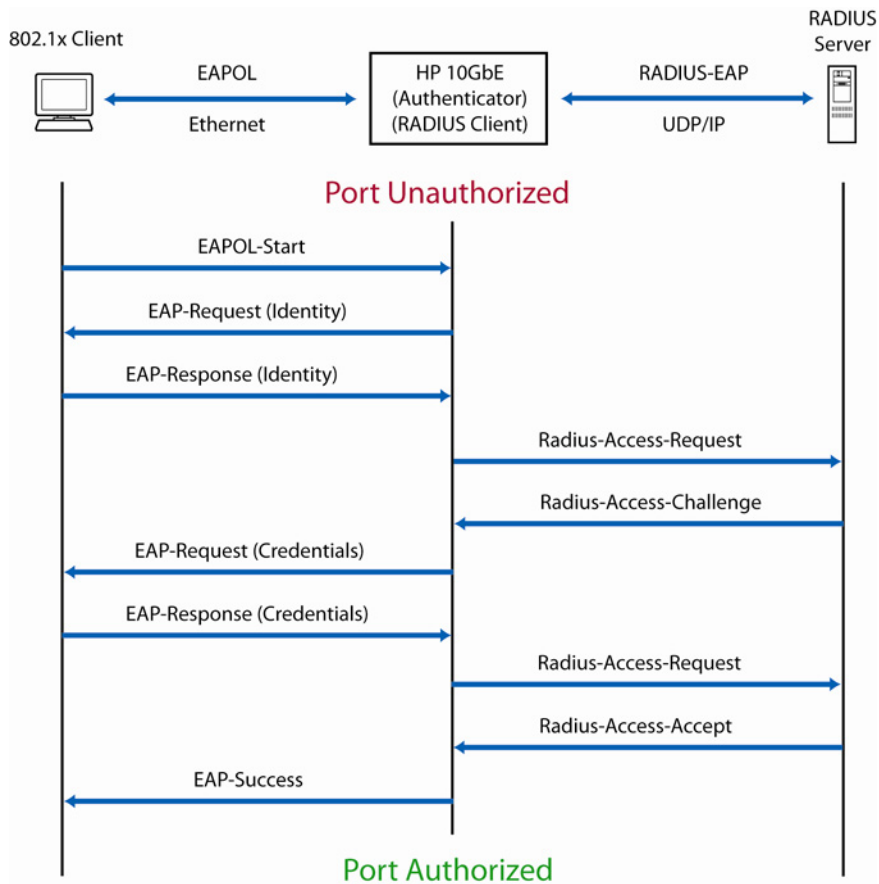 802.1x Client
EAPOL
Ethernet
HP 10GbE
(Authenticator)
(RADIUS Client)
RADIUS-EAP
UDP/IP
RADIUS
Server
Port Unauthorized
EAPOL-Start
EAP-Request (Identity)
EAP-Response (Identity)
Radius-Access-Request
Radius-Access-Challenge
EAP-Request (Credentials)
EAP-Response (Credentials)
Radius-Access-Request
Radius-Access-Accept
EAP-Success
Port Authorized